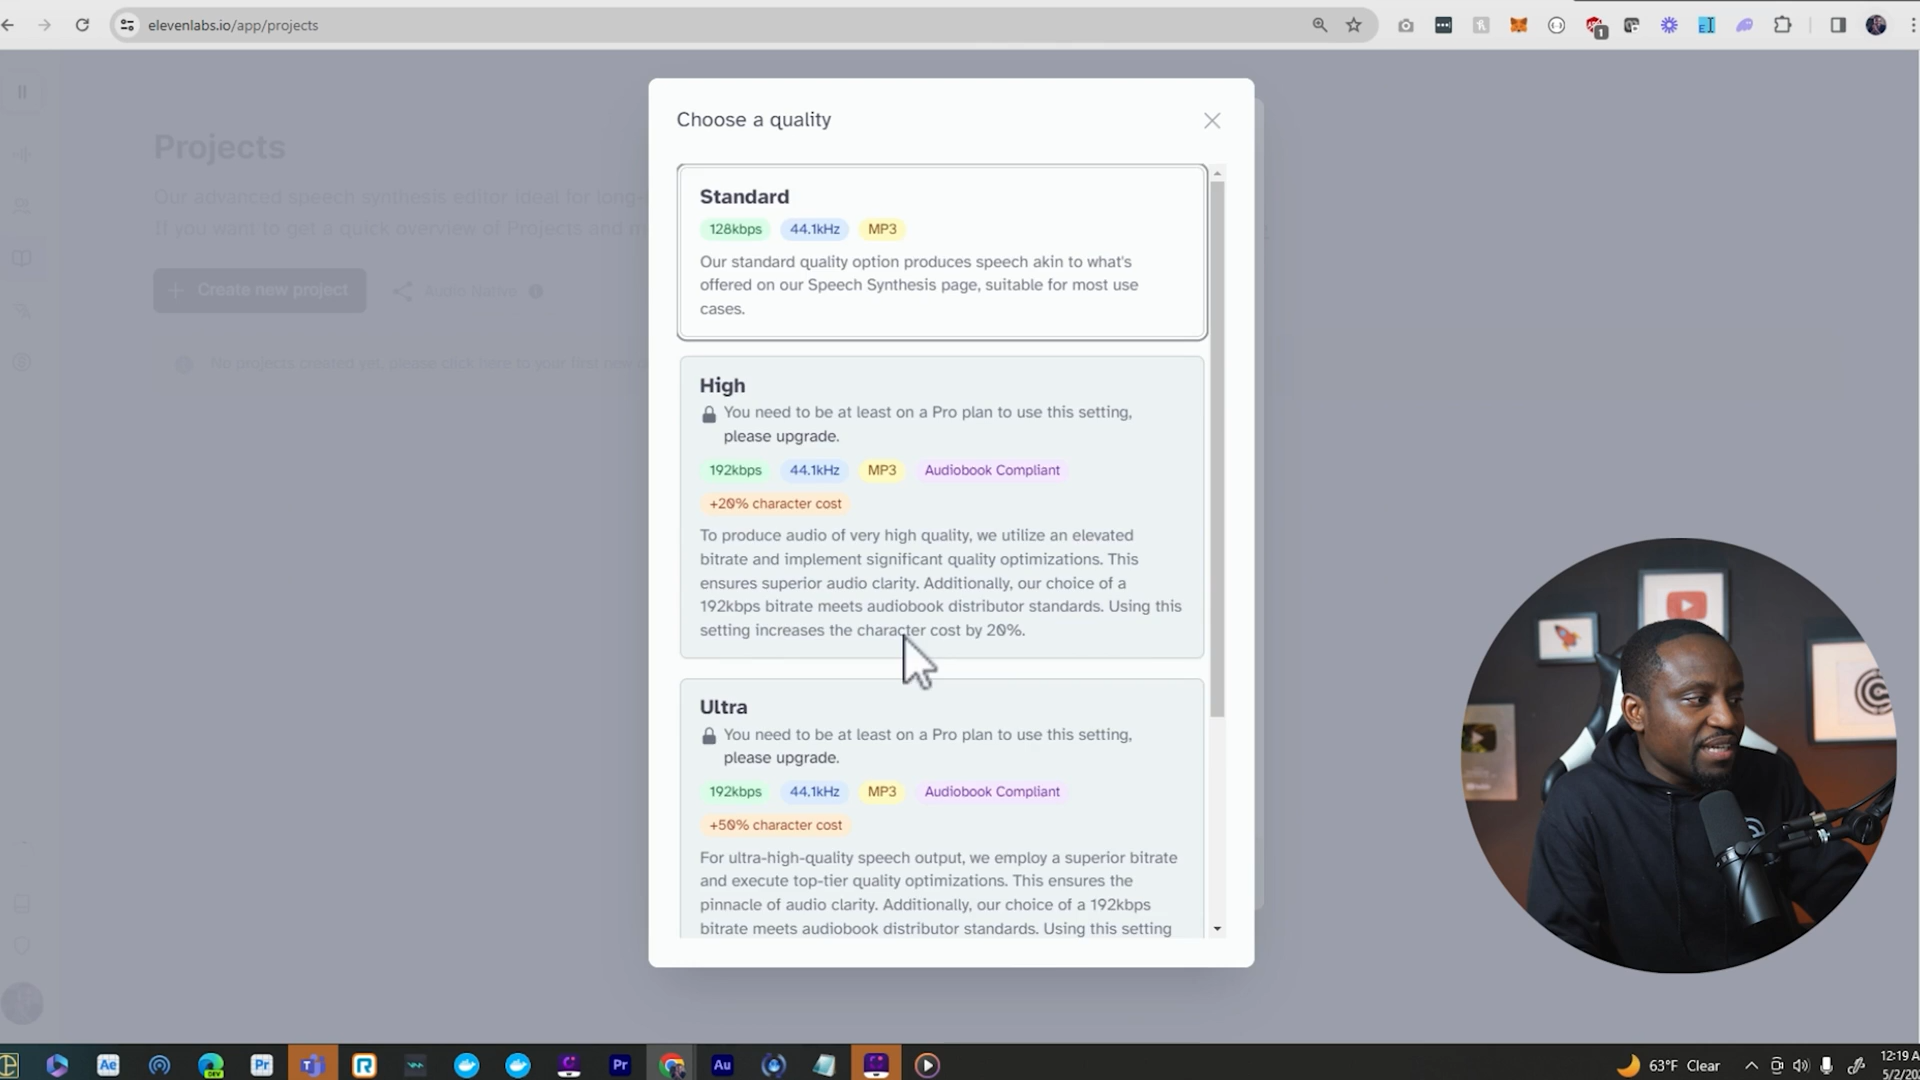 elevenlabs.io/app/projects
1
Choose a quality
Projects
Our advanced speech synthesis editor ideal for long-
If you want to get a quick overview of Projects and m
+ Create new project
Audio Native
No projects created yet, please click here to your first new
Standard
128kbps 44.1kHz MP3
Our standard quality option produces speech akin to what's
offered on our Speech Synthesis page, suitable for most use
cases.
High
You need to be at least on a Pro plan to use this setting,
please upgrade.
192kbps 44.1kHz MP3 Audiobook Compliant
+20% character cost
To produce audio of very high quality, we utilize an elevated
bitrate and implement significant quality optimizations. This
ensures superior audio clarity. Additionally, our choice of a
192kbps bitrate meets audiobook distributor standards. Using this
setting increases the character cost by 20%.
Ultra
You need to be at least on a Pro plan to use this setting,
please upgrade.
192kbps 44.1kHz MP3 Audiobook Compliant
+50% character cost
For ultra-high-quality speech output, we employ a superior bitrate
and execute top-tier quality optimizations. This ensures the
pinnacle of audio clarity. Additionally, our choice of a 192kbps
bitrate meets audiobook distributor standards. Using this setting
Ae DEV Pr T R Pr Au
63°F Clear
12:19 A
5/2/20